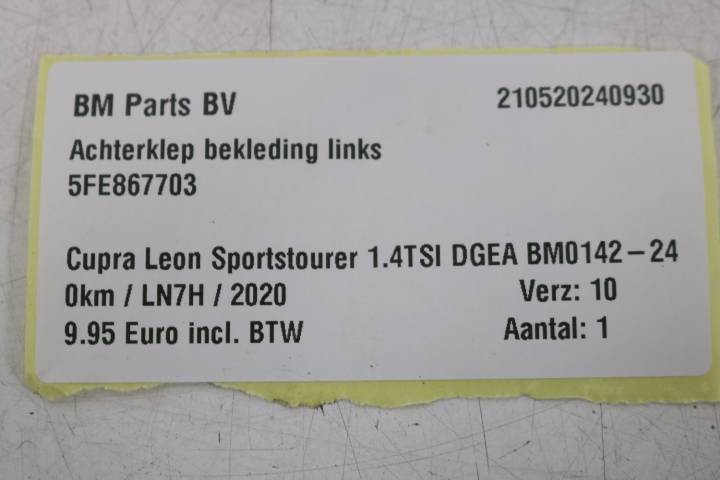 BM Parts BV 210520240930
Achterklep bekleding links
5FE867703
Cupra Leon Sportstourer 1.4TSI DGEA BM0142-24
0km / LN7H / 2020 Verz: 10
9.95 Euro incl. BTW Aantal: 1